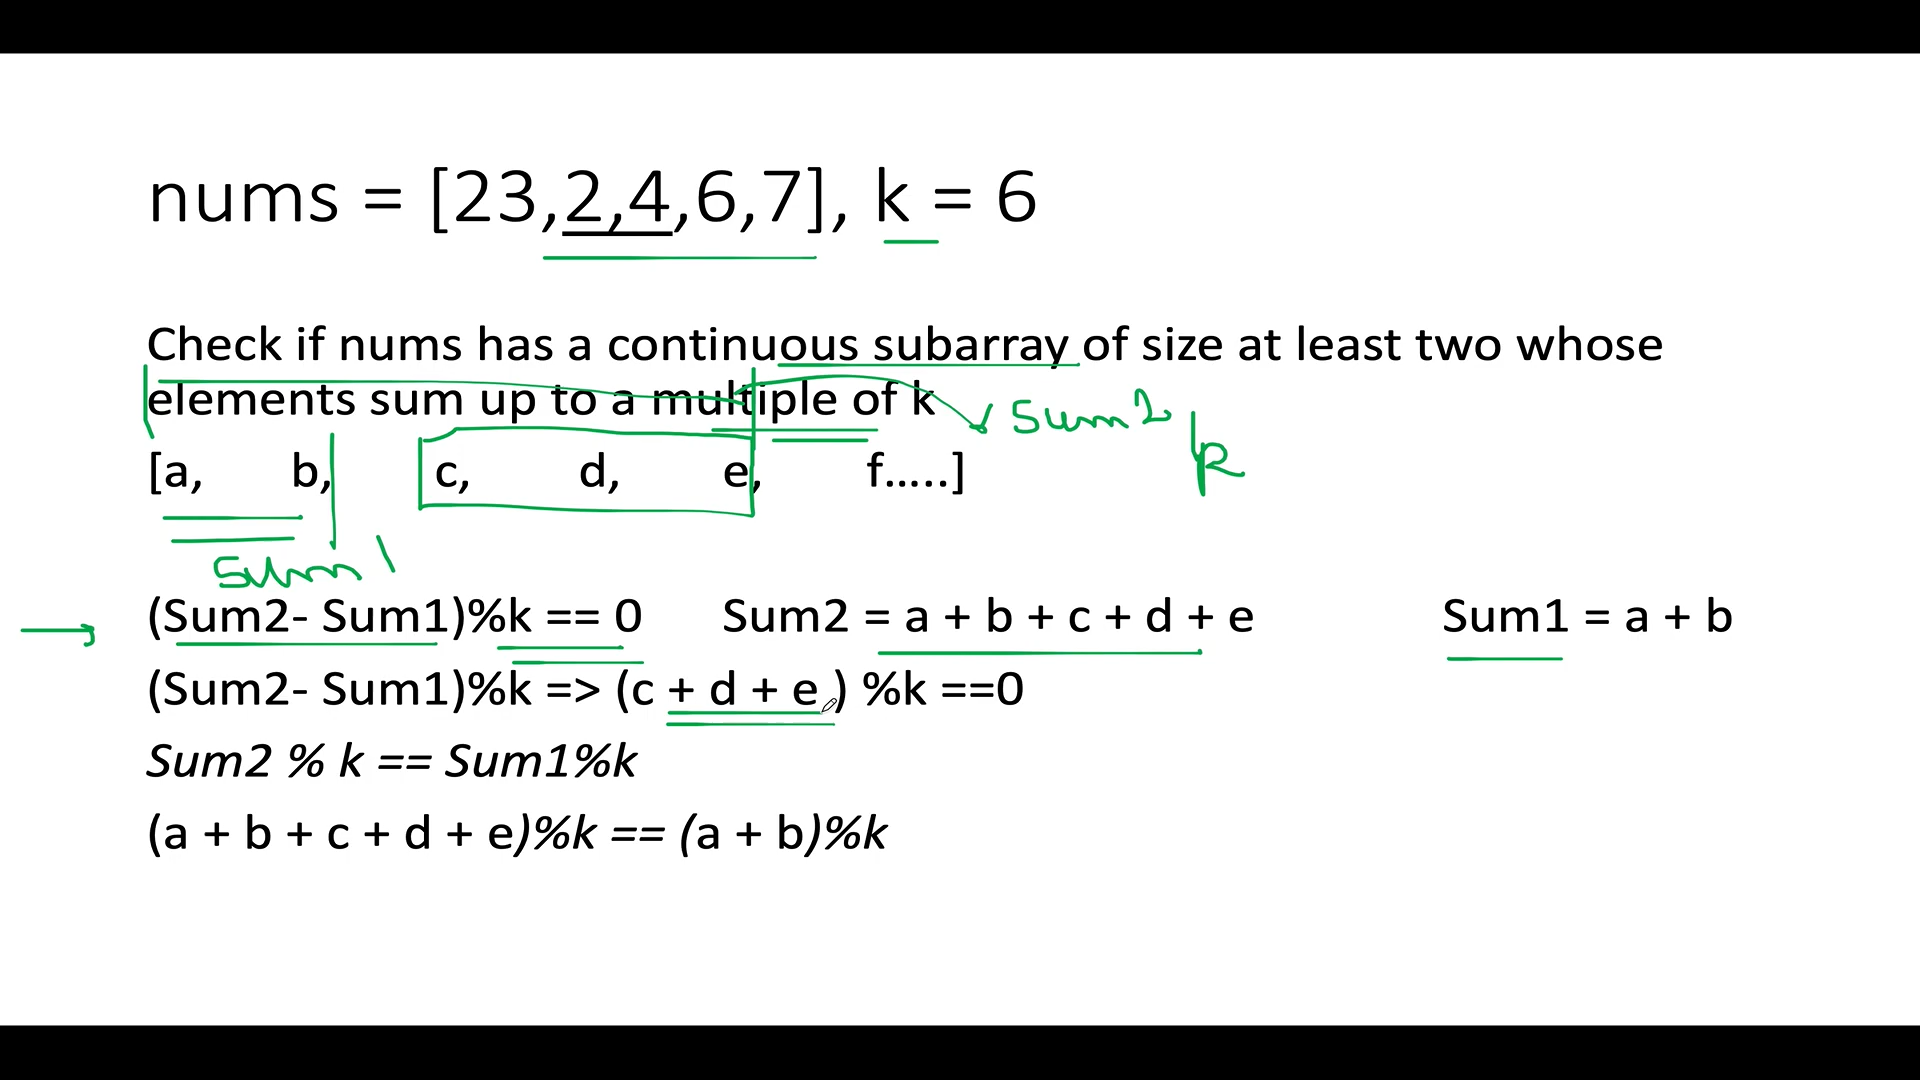 nums = [23,2,4,6,7], k = 6
Check if nums has a continuous subarray of size at least two whose
elements sum up to a multiple of k
Sum2
k
[a, b, c, d, e, f.....]
Sum1
(Sum2- Sum1)%k == 0 Sum2 = a + b + c + d + e Sum1 = a + b
(Sum2- Sum1)%k => (c + d + e ) %k ==0
Sum2 % k == Sum1%k
(a + b + c + d + e)%k == (a + b)%k